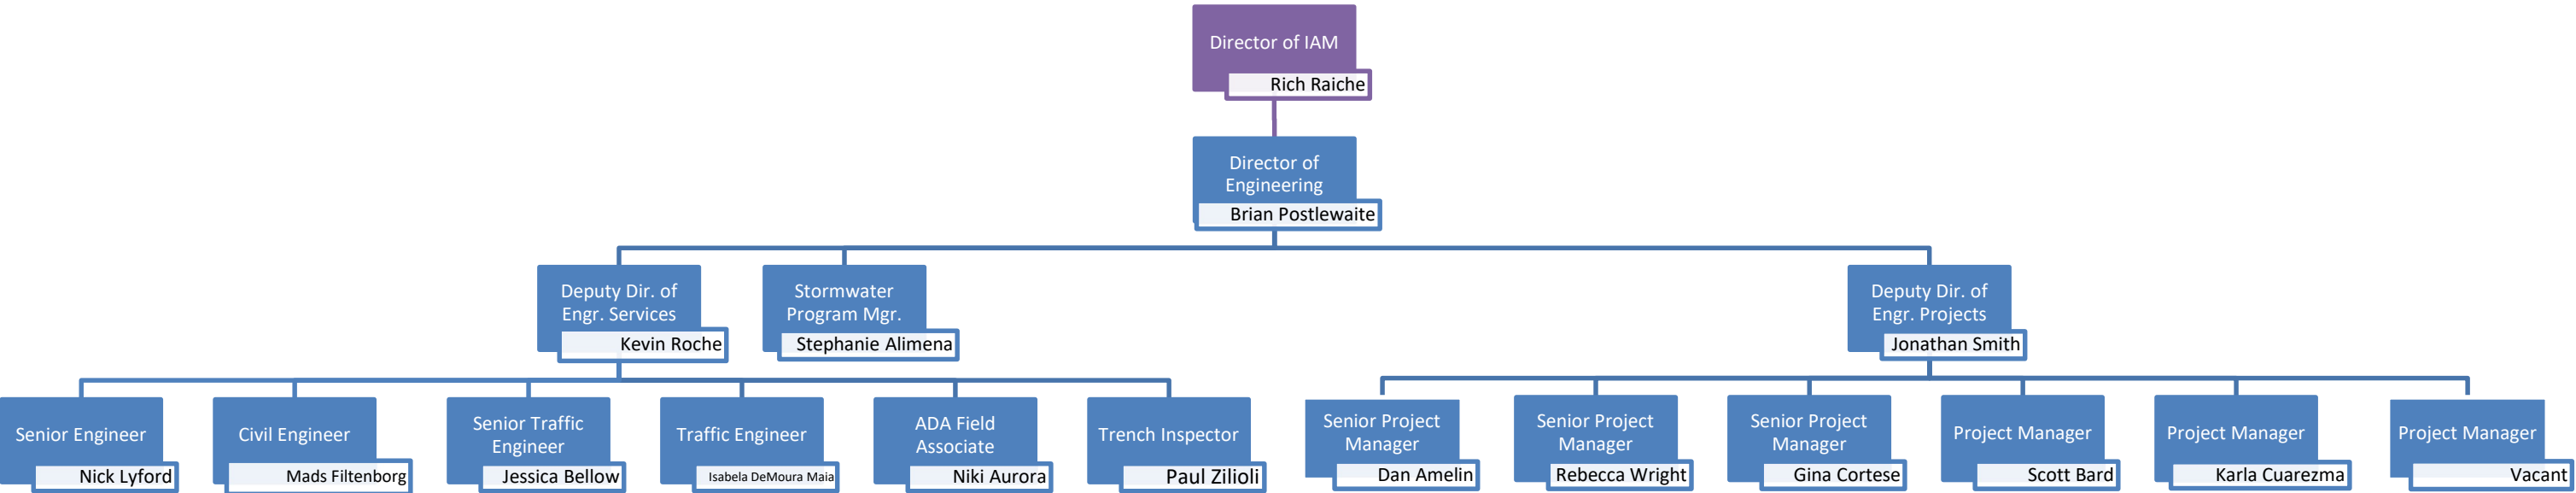 Director of IAM
Rich Raiche
Director of
Engineering
Brian Postlewaite
Deputy Dir. of
Engr. Services
Kevin Roche
Stormwater
Program Mgr.
Stephanie Alimena
Deputy Dir. of
Engr. Projects
Jonathan Smith
Senior Engineer
Nick Lyford
Civil Engineer
Mads Filtenborg
Senior Traffic
Engineer
Jessica Bellow
Traffic Engineer
Isabela DeMoura Maia
ADA Field
Associate
Niki Aurora
Trench Inspector
Paul Zilioli
Senior Project
Manager
Dan Amelin
Senior Project
Manager
Rebecca Wright
Senior Project
Manager
Gina Cortese
Project Manager
Scott Bard
Project Manager
Karla Cuarezma
Project Manager
Vacant